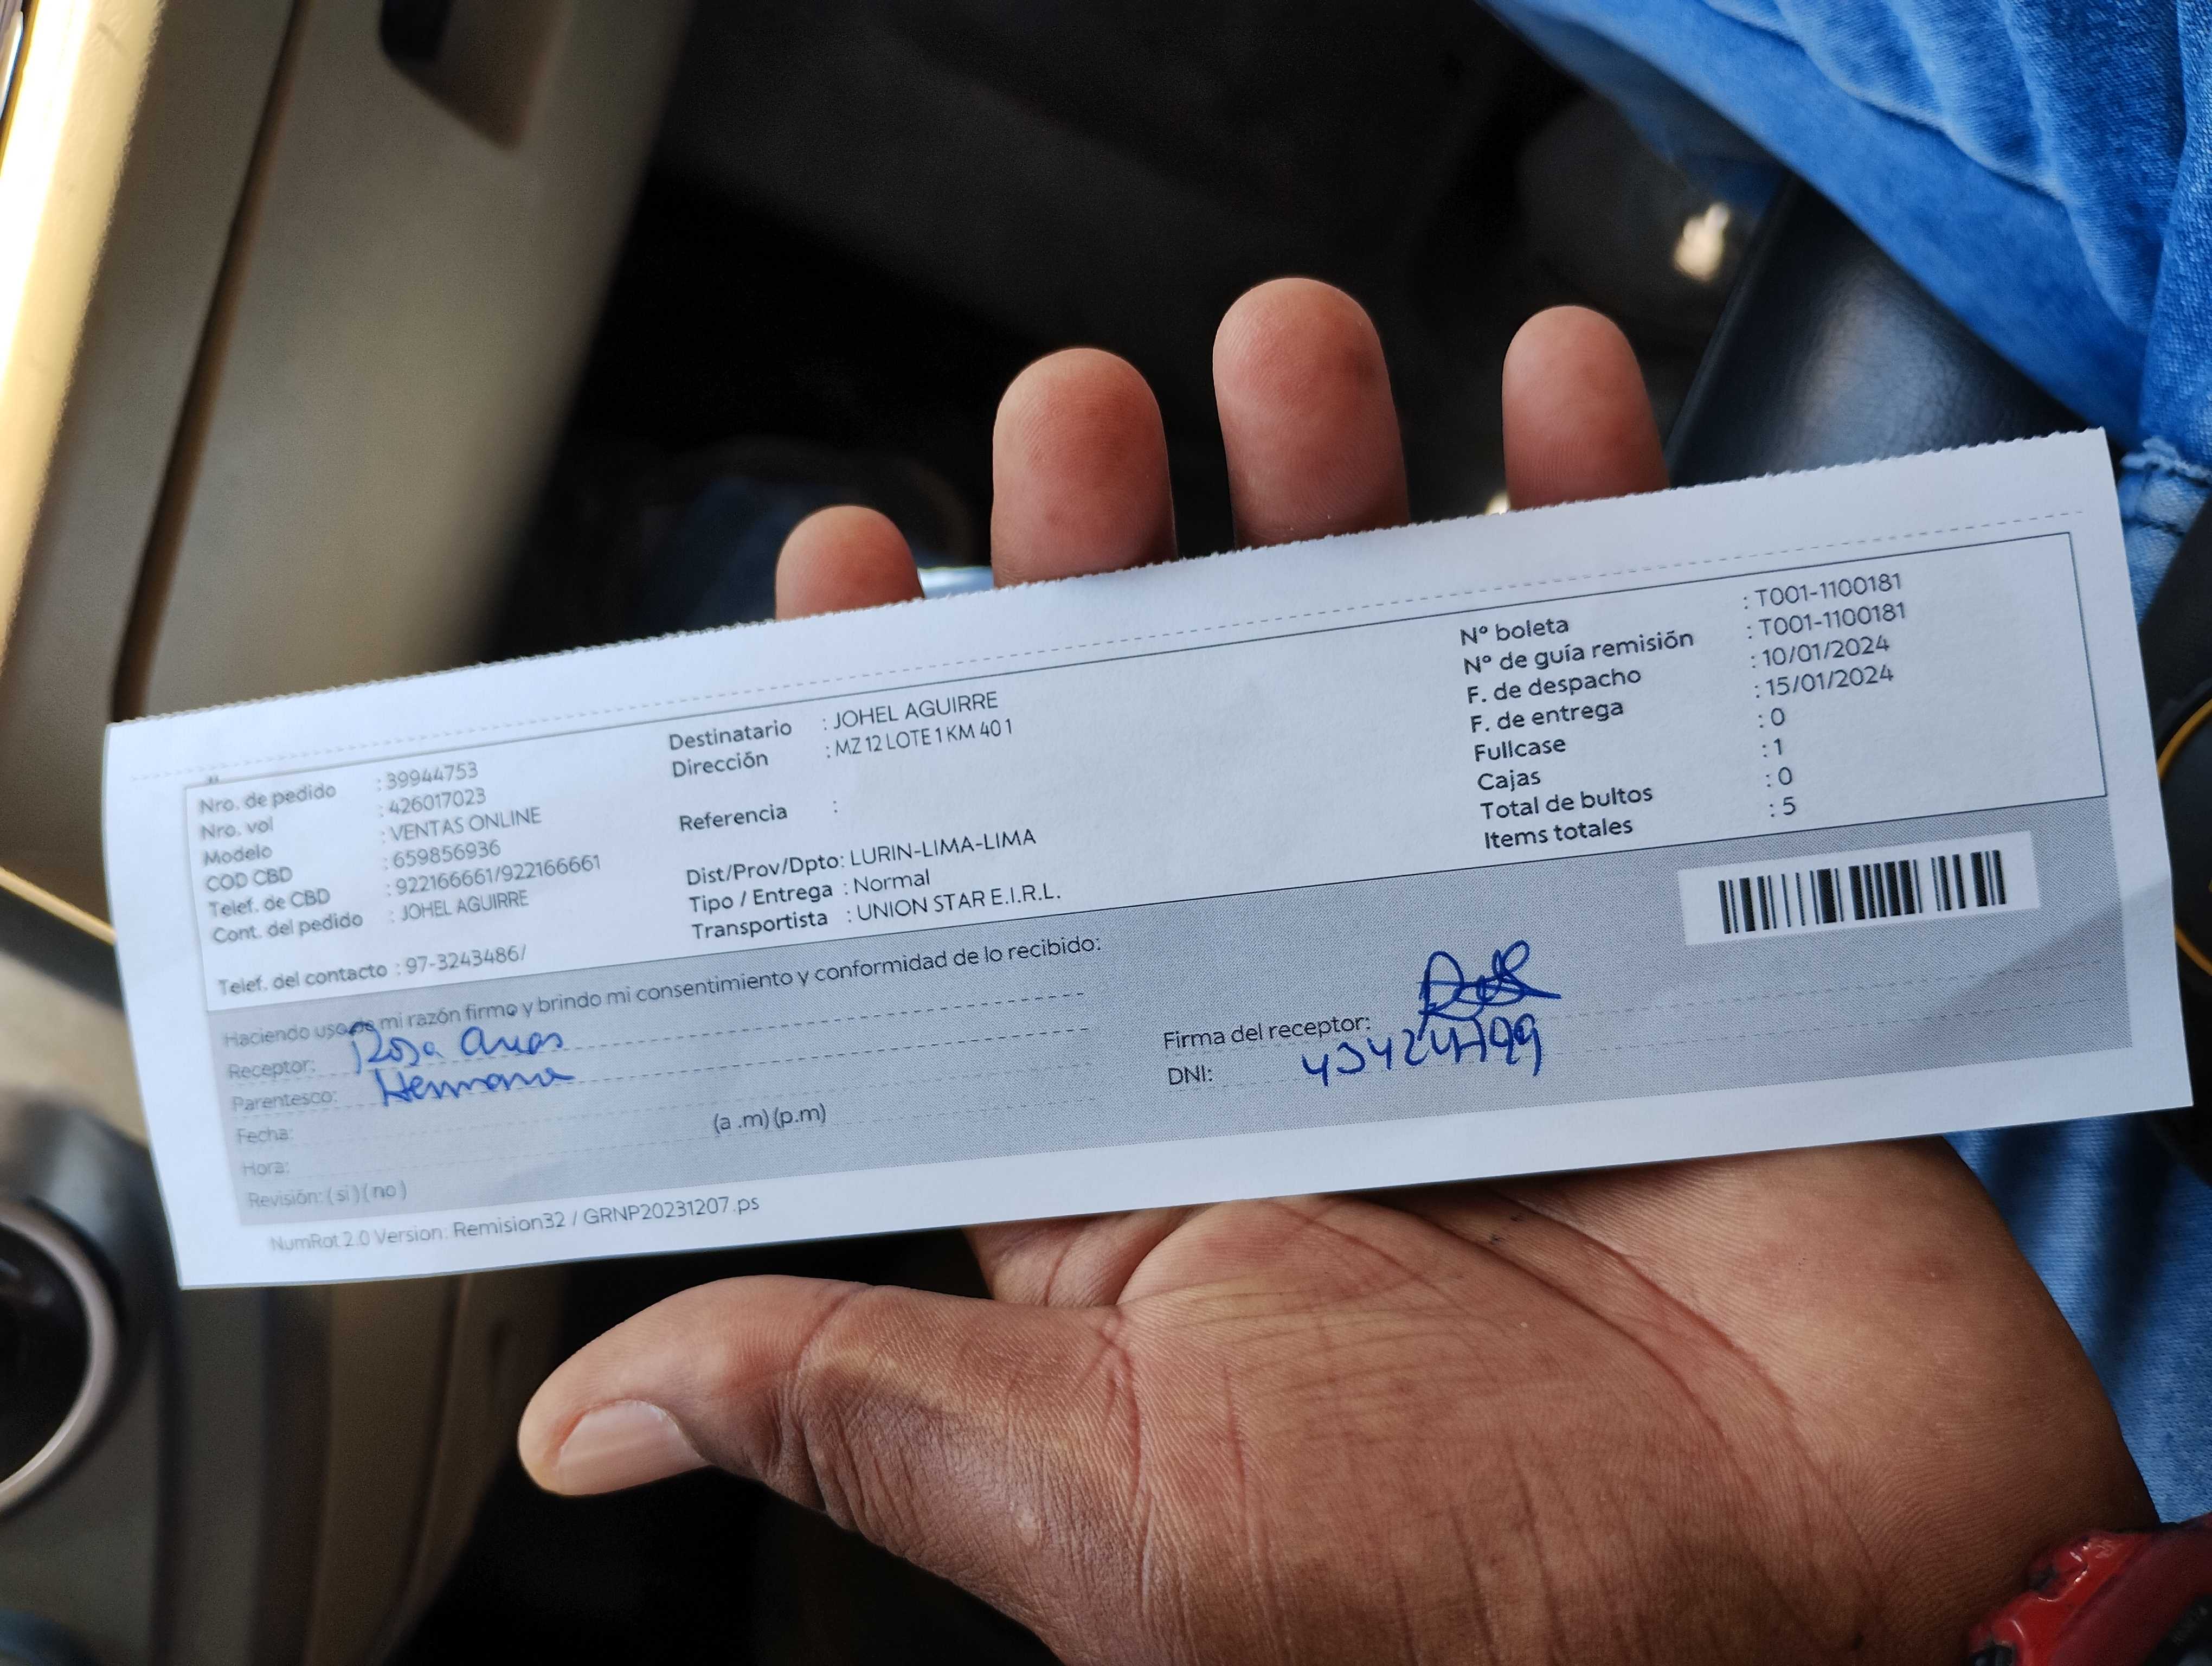 Nro. de pedido : 39944753
Nro. vol : 426017023
Modelo : VENTAS ONLINE
COD CBD : 659856936
Telef. de CBD : 922166661/922166661
Cont. del pedido : JOHEL AGUIRRE
Telef. del contacto : 97-3243486/
Destinatario : JOHEL AGUIRRE
Dirección : MZ 12 LOTE 1 KM 40 1
Referencia :
Dist/Prov/Dpto: LURIN-LIMA-LIMA
Tipo / Entrega : Normal
Transportista : UNION STAR E.I.R.L.
N° boleta : T001-1100181
N° de guía remisión : T001-1100181
F. de despacho : 10/01/2024
F. de entrega : 15/01/2024
Fullcase : 0
Cajas : 1
Total de bultos : 0
Items totales : 5
Haciendo uso de mi razón firmo y brindo mi consentimiento y conformidad de lo recibido:
Receptor: Rosa Arias
Parentesco: Hermana
Fecha:
Hora: (a .m) (p.m)
Revisión: ( si ) ( no )
Firma del receptor:
DNI:
NumRot 2.0 Version: Remision32 / GRNP20231207.ps